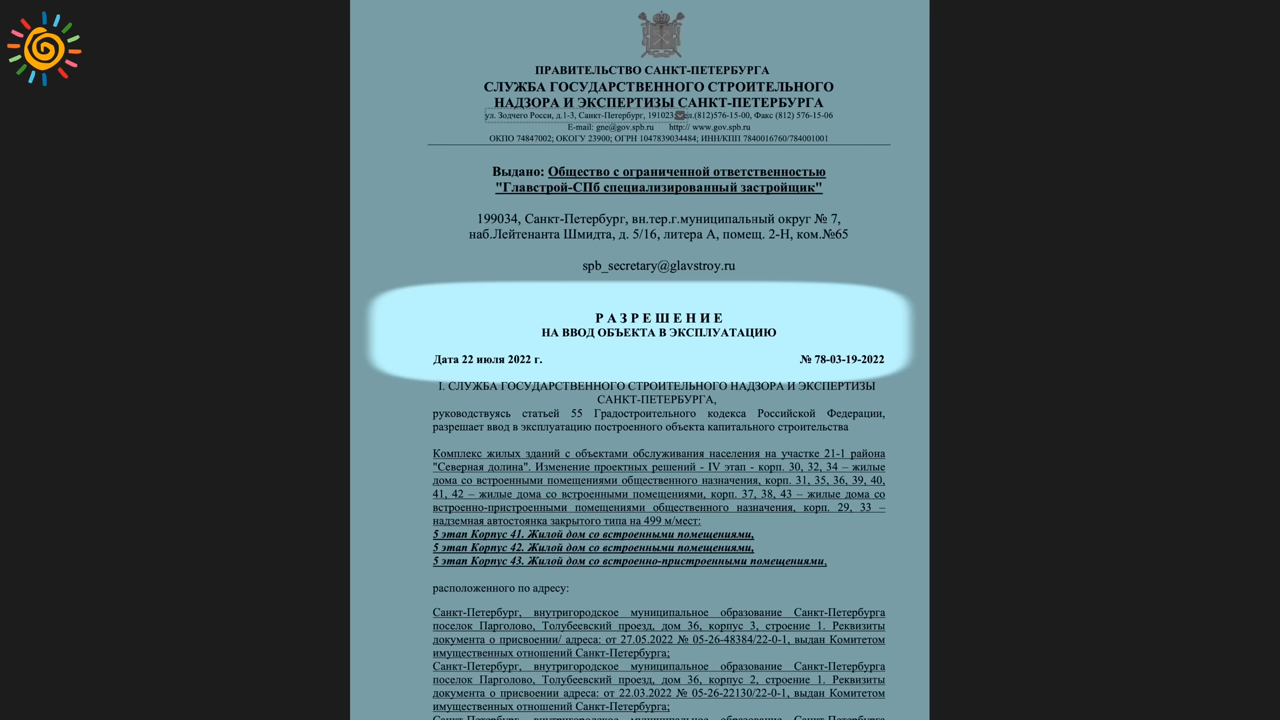 ПРАВИТЕЛЬСТВО САНКТ-ПЕТЕРБУРГА
СЛУЖБА ГОСУДАРСТВЕННОГО СТРОИТЕЛЬНОГО
НАДЗОРА И ЭКСПЕРТИЗЫ САНКТ-ПЕТЕРБУРГА
ул. Зодчего Росси, д.1-3, Санкт-Петербург, 191023 (812)576-15-00, Факс (812) 576-15-06
E-mail: gne@gov.spb.ru http:// www.gov.spb.ru
ОКПО 74847002; ОКОГУ 23900; ОГРН 1047839034484; ИНН/КПП 7840016760/784001001
Выдано: Общество с ограниченной ответственностью
"Главстрой-СПб специализированный застройщик"
199034, Санкт-Петербург, вн.тер.г.муниципальный округ № 7,
наб.Лейтенанта Шмидта, д. 5/16, литера А, помещ. 2-Н, ком.№65
spb_secretary@glavstroy.ru
Р А З Р Е Ш Е Н И Е
НА ВВОД ОБЪЕКТА В ЭКСПЛУАТАЦИЮ
Дата 22 июля 2022 г. № 78-03-19-2022
I. СЛУЖБА ГОСУДАРСТВЕННОГО СТРОИТЕЛЬНОГО НАДЗОРА И ЭКСПЕРТИЗЫ
САНКТ-ПЕТЕРБУРГА,
руководствуясь статьей 55 Градостроительного кодекса Российской Федерации,
разрешает ввод в эксплуатацию построенного объекта капитального строительства
Комплекс жилых зданий с объектами обслуживания населения на участке 21-1 района
"Северная долина". Изменение проектных решений - IV этап - корп. 30, 32, 34 – жилые
дома со встроенными помещениями общественного назначения, корп. 31, 35, 36, 39, 40,
41, 42 – жилые дома со встроенными помещениями, корп. 37, 38, 43 – жилые дома со
встроенно-пристроенными помещениями общественного назначения, корп. 29, 33 –
надземная автостоянка закрытого типа на 499 м/мест:
5 этап Корпус 41. Жилой дом со встроенными помещениями,
5 этап Корпус 42. Жилой дом со встроенными помещениями,
5 этап Корпус 43. Жилой дом со встроенно-пристроенными помещениями,
расположенного по адресу:
Санкт-Петербург, внутригородское муниципальное образование Санкт-Петербурга
поселок Парголово, Толубеевский проезд, дом 36, корпус 3, строение 1. Реквизиты
документа о присвоении/ адреса: от 27.05.2022 № 05-26-48384/22-0-1, выдан Комитетом
имущественных отношений Санкт-Петербурга;
Санкт-Петербург, внутригородское муниципальное образование Санкт-Петербурга
поселок Парголово, Толубеевский проезд, дом 36, корпус 2, строение 1. Реквизиты
документа о присвоении адреса: от 22.03.2022 № 05-26-22130/22-0-1, выдан Комитетом
имущественных отношений Санкт-Петербурга;